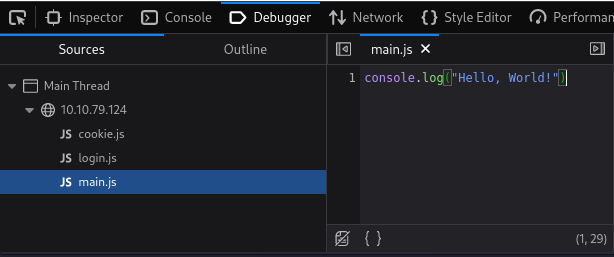 Inspector Console Debugger Network Style Editor Performan
Sources Outline
Main Thread
10.10.79.124
JS cookie.js
JS login.js
JS main.js
main.js
1 console.log("Hello, World!")
{ } (1, 29)